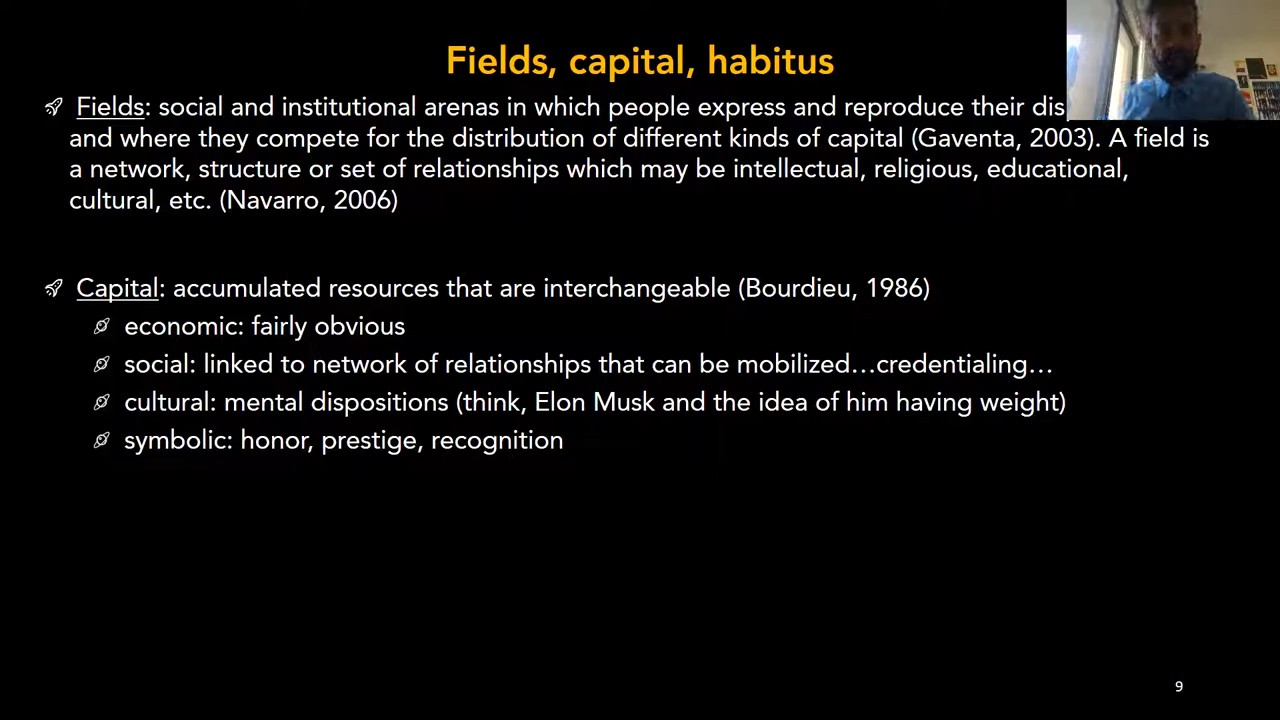 Fields, capital, habitus
Fields: social and institutional arenas in which people express and reproduce their dis
and where they compete for the distribution of different kinds of capital (Gaventa, 2003). A field is
a network, structure or set of relationships which may be intellectual, religious, educational,
cultural, etc. (Navarro, 2006)
Capital: accumulated resources that are interchangeable (Bourdieu, 1986)
economic: fairly obvious
social: linked to network of relationships that can be mobilized…credentialing…
cultural: mental dispositions (think, Elon Musk and the idea of him having weight)
symbolic: honor, prestige, recognition
9